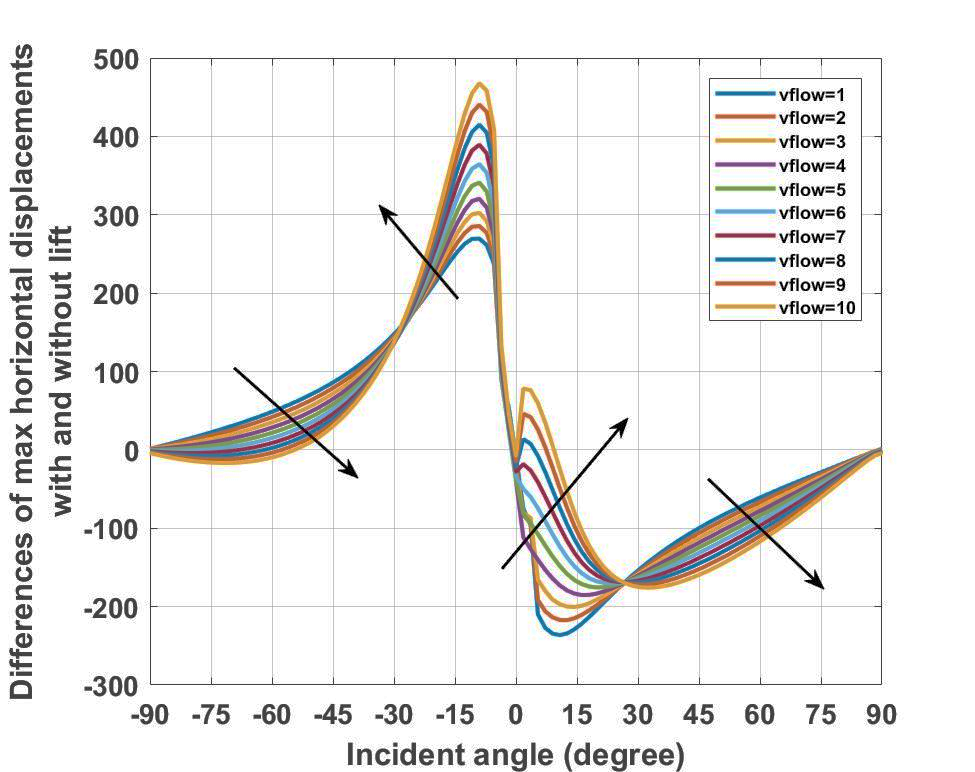 Differences of max horizontal displacements
with and without lift
500
400
300
200
100
0
-100
-200
-300
vflow=1
vflow=2
vflow=3
vflow=4
vflow=5
vflow=6
vflow=7
vflow=8
vflow=9
vflow=10
-90 -75 -60 -45 -30 -15 0 15 30 45 60 75 90
Incident angle (degree)